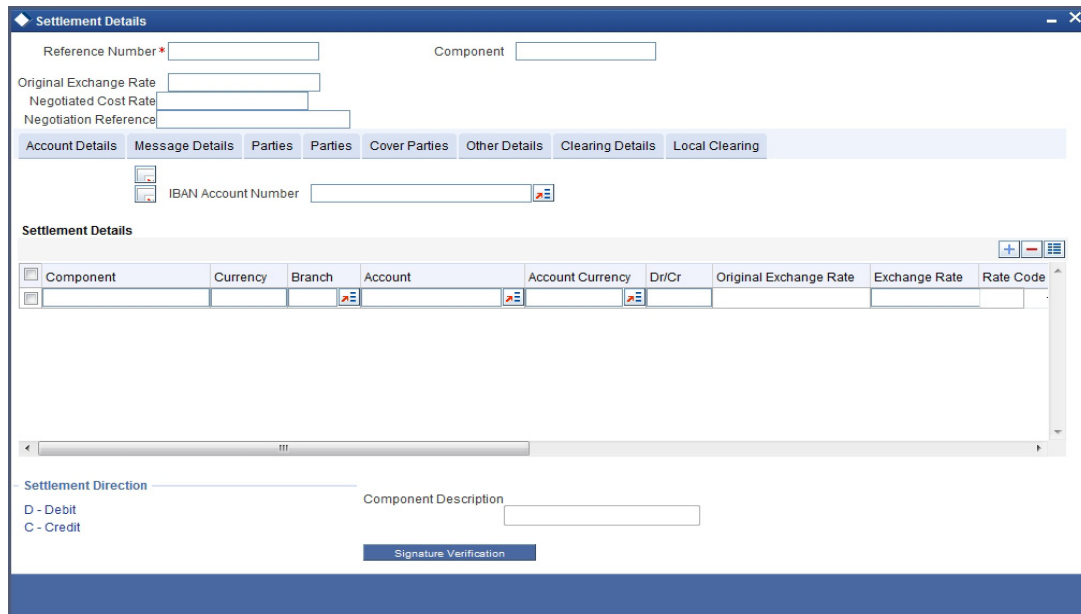 Settlement Details
Reference Number * Component
Original Exchange Rate
Negotiated Cost Rate
Negotiation Reference
Account Details Message Details Parties Parties Cover Parties Other Details Clearing Details Local Clearing
IBAN Account Number
Settlement Details
Component Currency Branch Account Account Currency Dr/Cr Original Exchange Rate Exchange Rate Rate Code
Settlement Direction
Component Description
D - Debit
C - Credit
Signature Verification